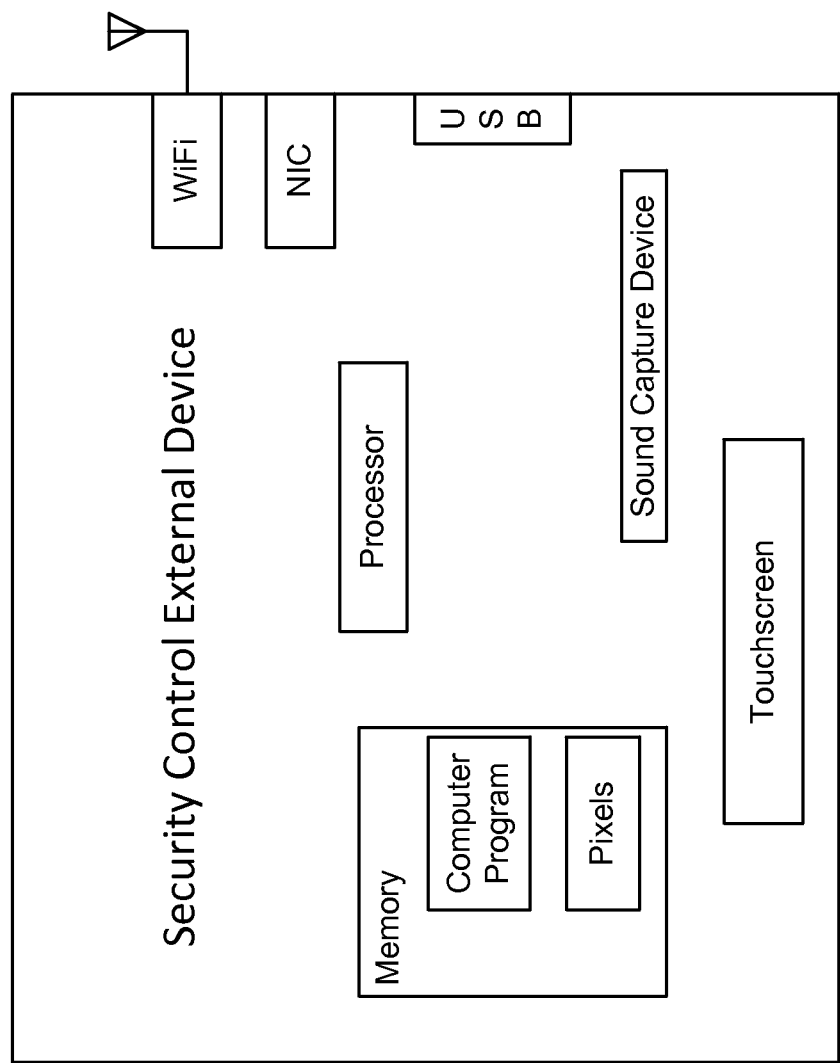 Security Control External Device
WiFi
NIC
U
S
B
Processor
Memory
Computer
Program
Pixels
Sound Capture Device
Touchscreen